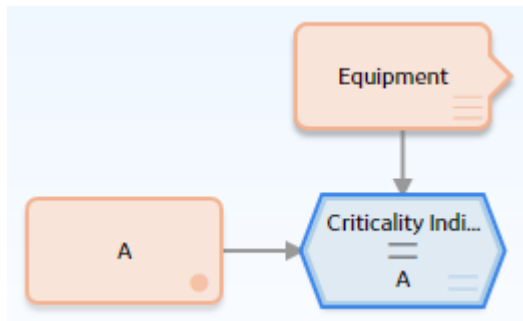 Equipment
A
Criticality Indi...
=
A